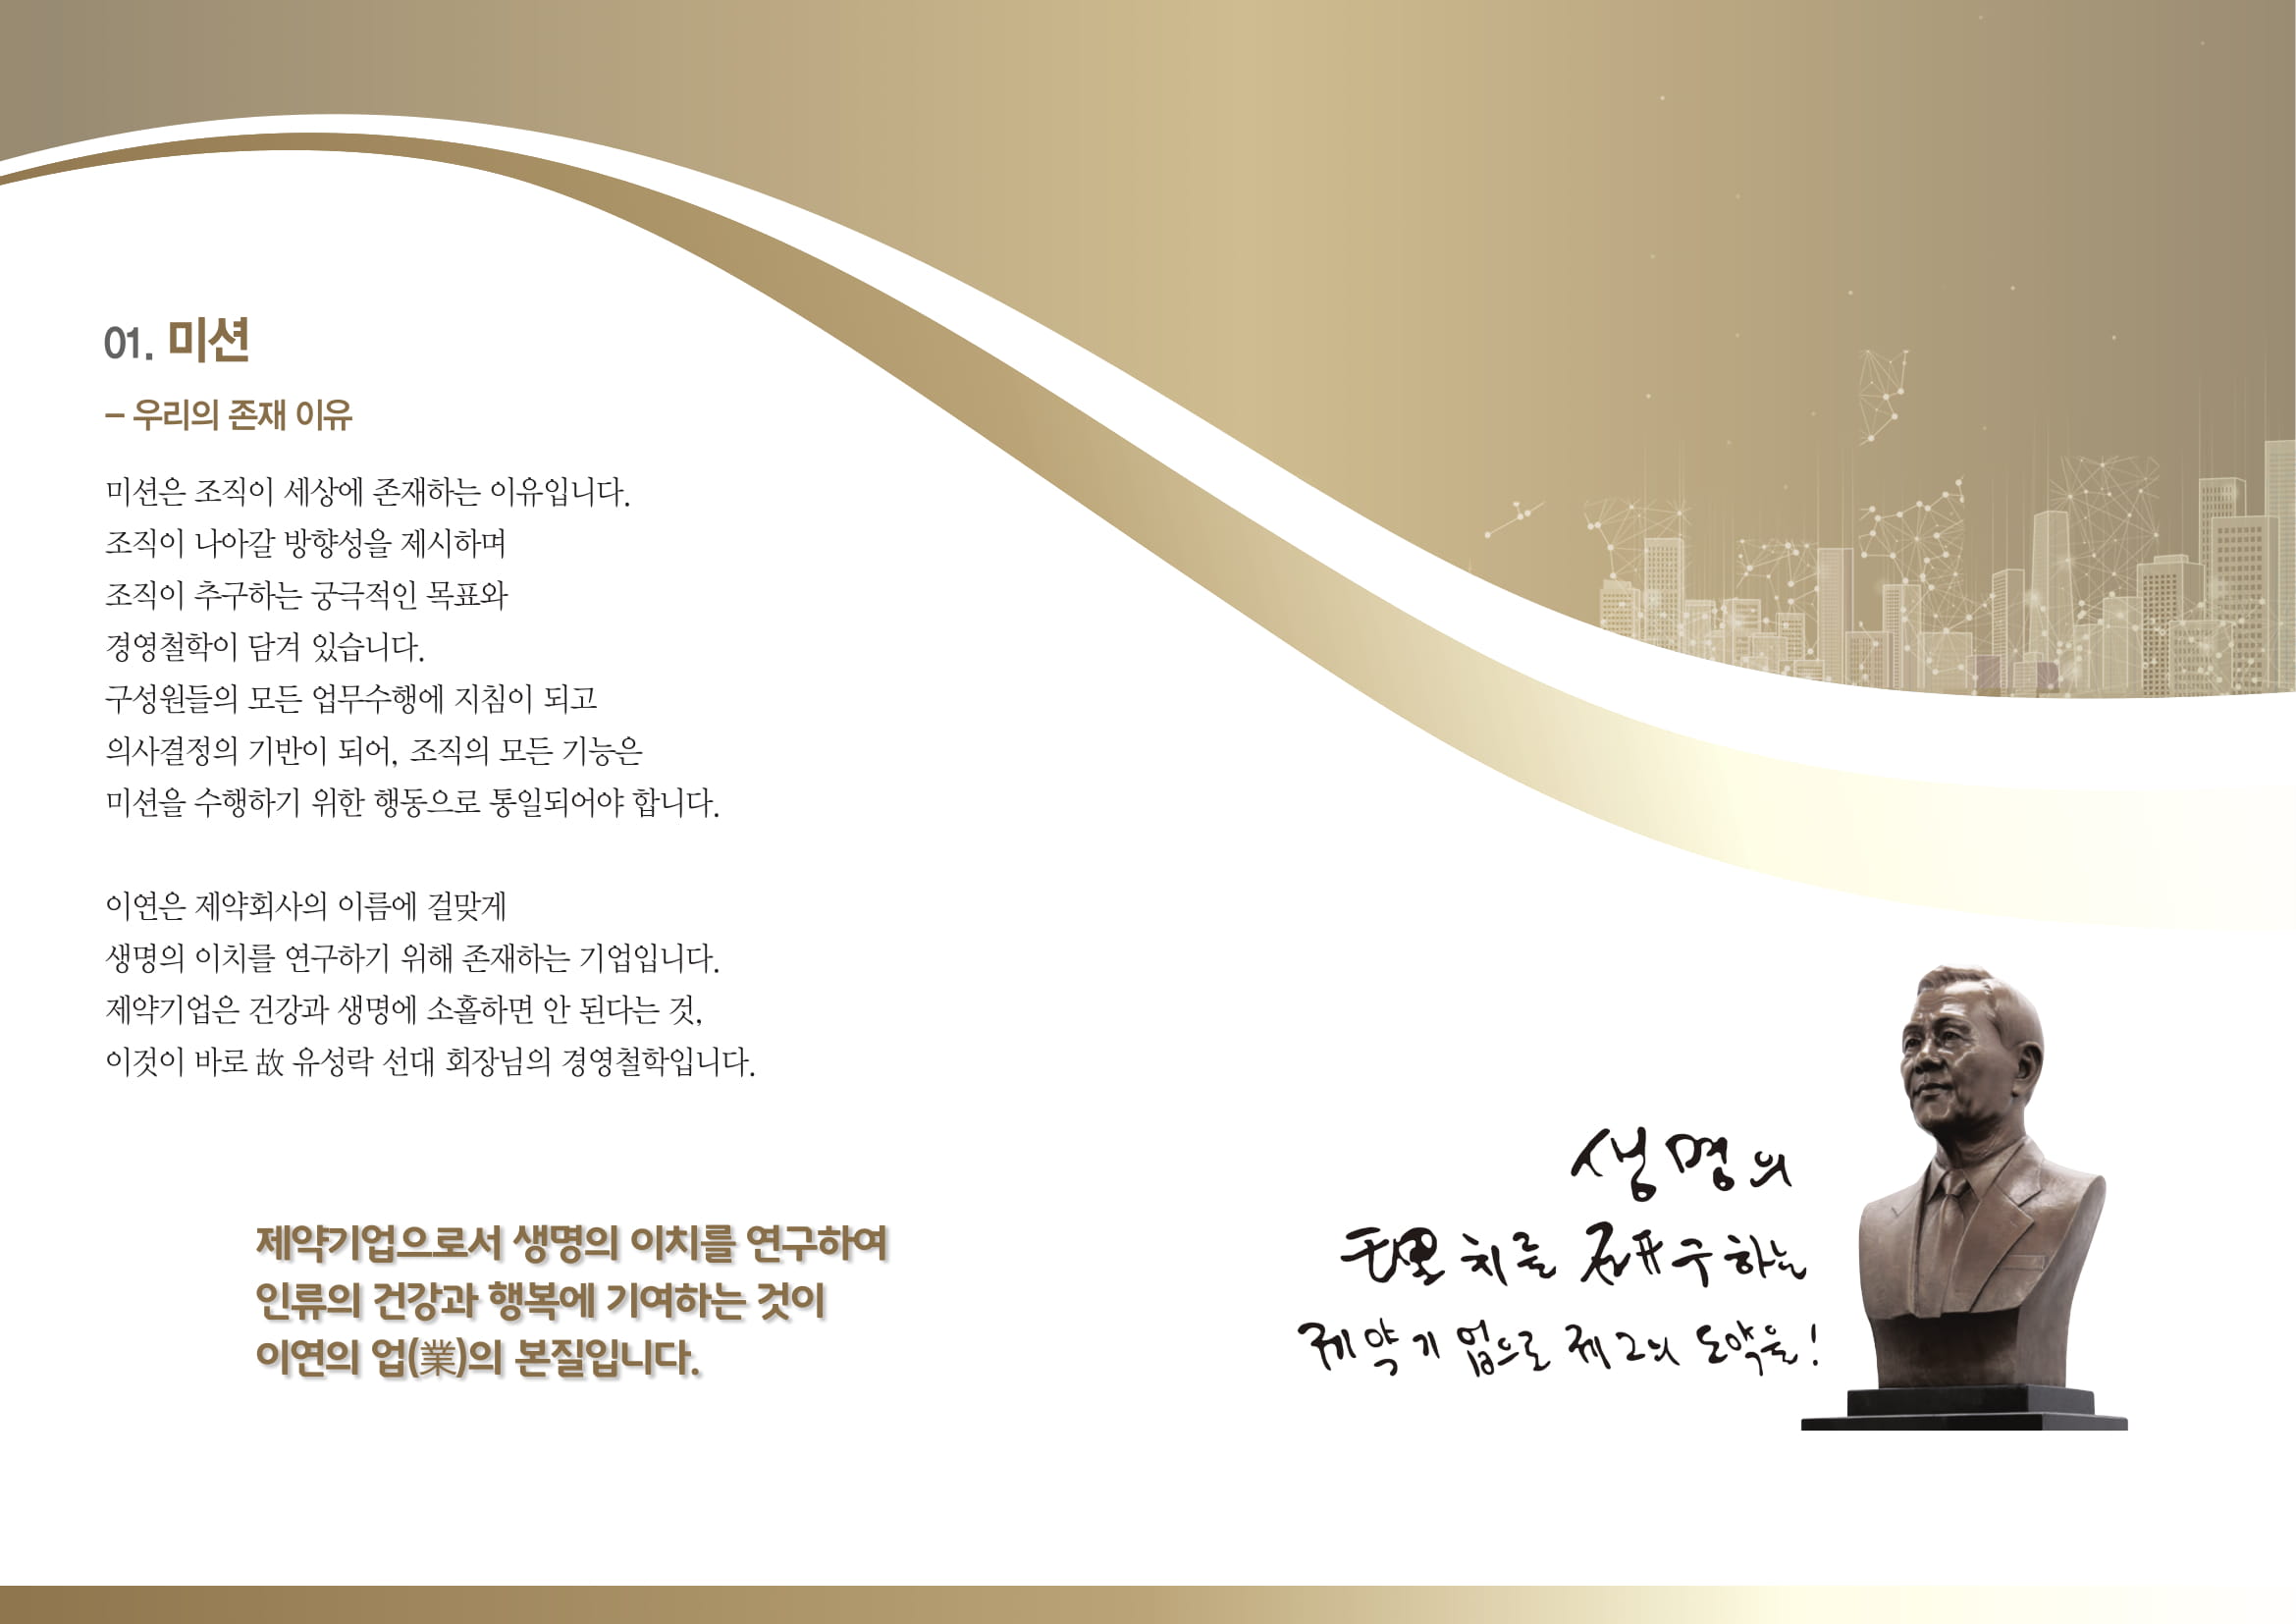 01. 미션
– 우리의 존재 이유
미션은 조직이 세상에 존재하는 이유입니다.
조직이 나아갈 방향성을 제시하며
조직이 추구하는 궁극적인 목표와
경영철학이 담겨 있습니다.
구성원들의 모든 업무수행에 지침이 되고
의사결정의 기반이 되어, 조직의 모든 기능은
미션을 수행하기 위한 행동으로 통일되어야 합니다.
이연은 제약회사의 이름에 걸맞게
생명의 이치를 연구하기 위해 존재하는 기업입니다.
제약기업은 건강과 생명에 소홀하면 안 된다는 것,
이것이 바로 故 유성락 선대 회장님의 경영철학입니다.
제약기업으로서 생명의 이치를 연구하여
인류의 건강과 행복에 기여하는 것이
이연의 업(業)의 본질입니다.
생명의
理치를 硏구하는
제약기업으로 제2의 도약을!